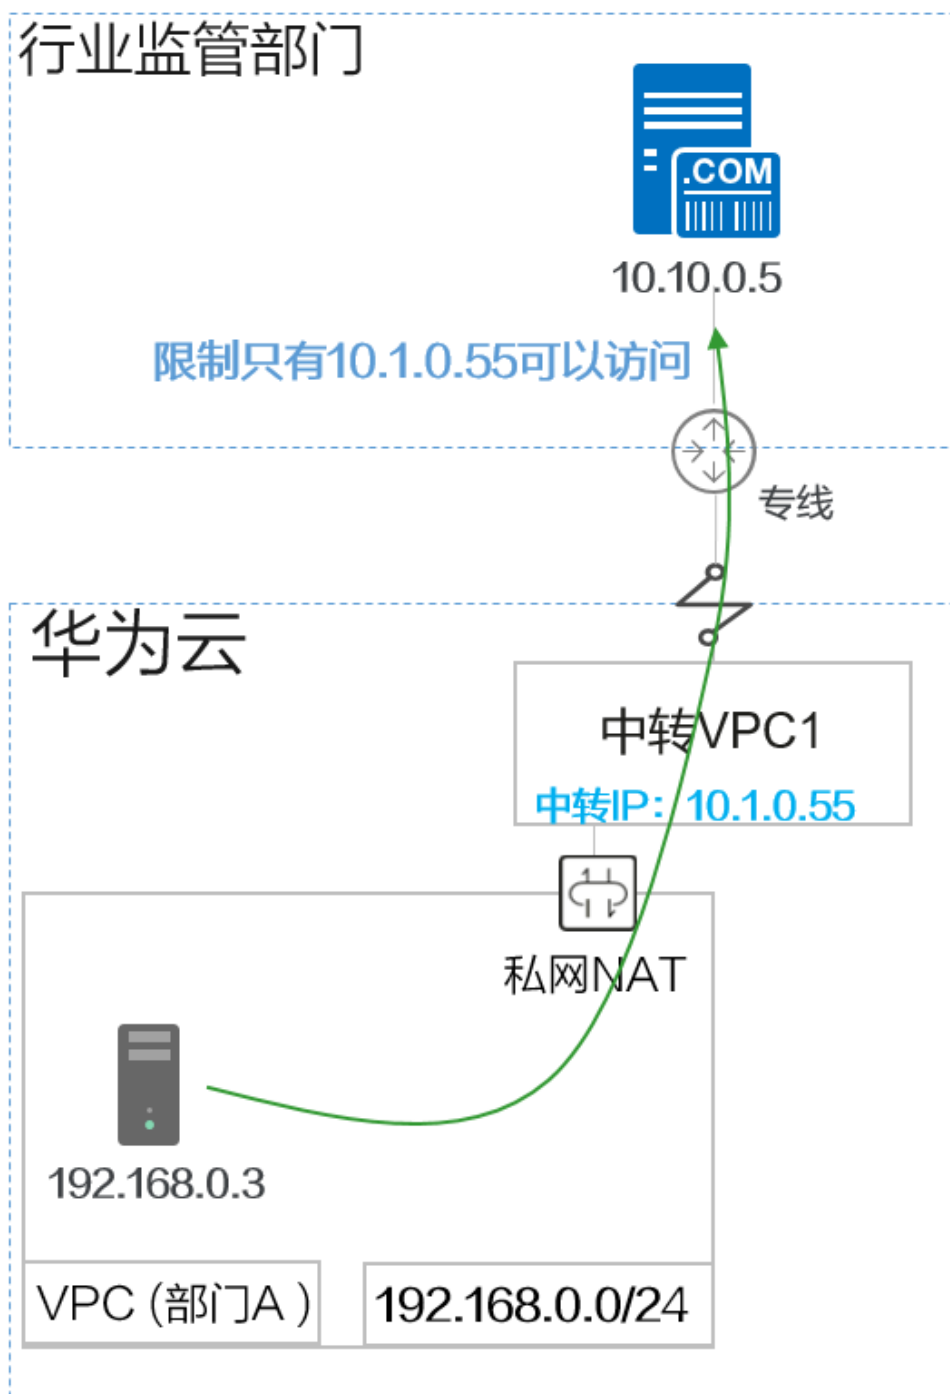 行业监管部门
.COM
10.10.0.5
限制只有10.1.0.55可以访问
专线
华为云
中转VPC1
中转IP：10.1.0.55
私网NAT
192.168.0.3
VPC (部门A )
192.168.0.0/24